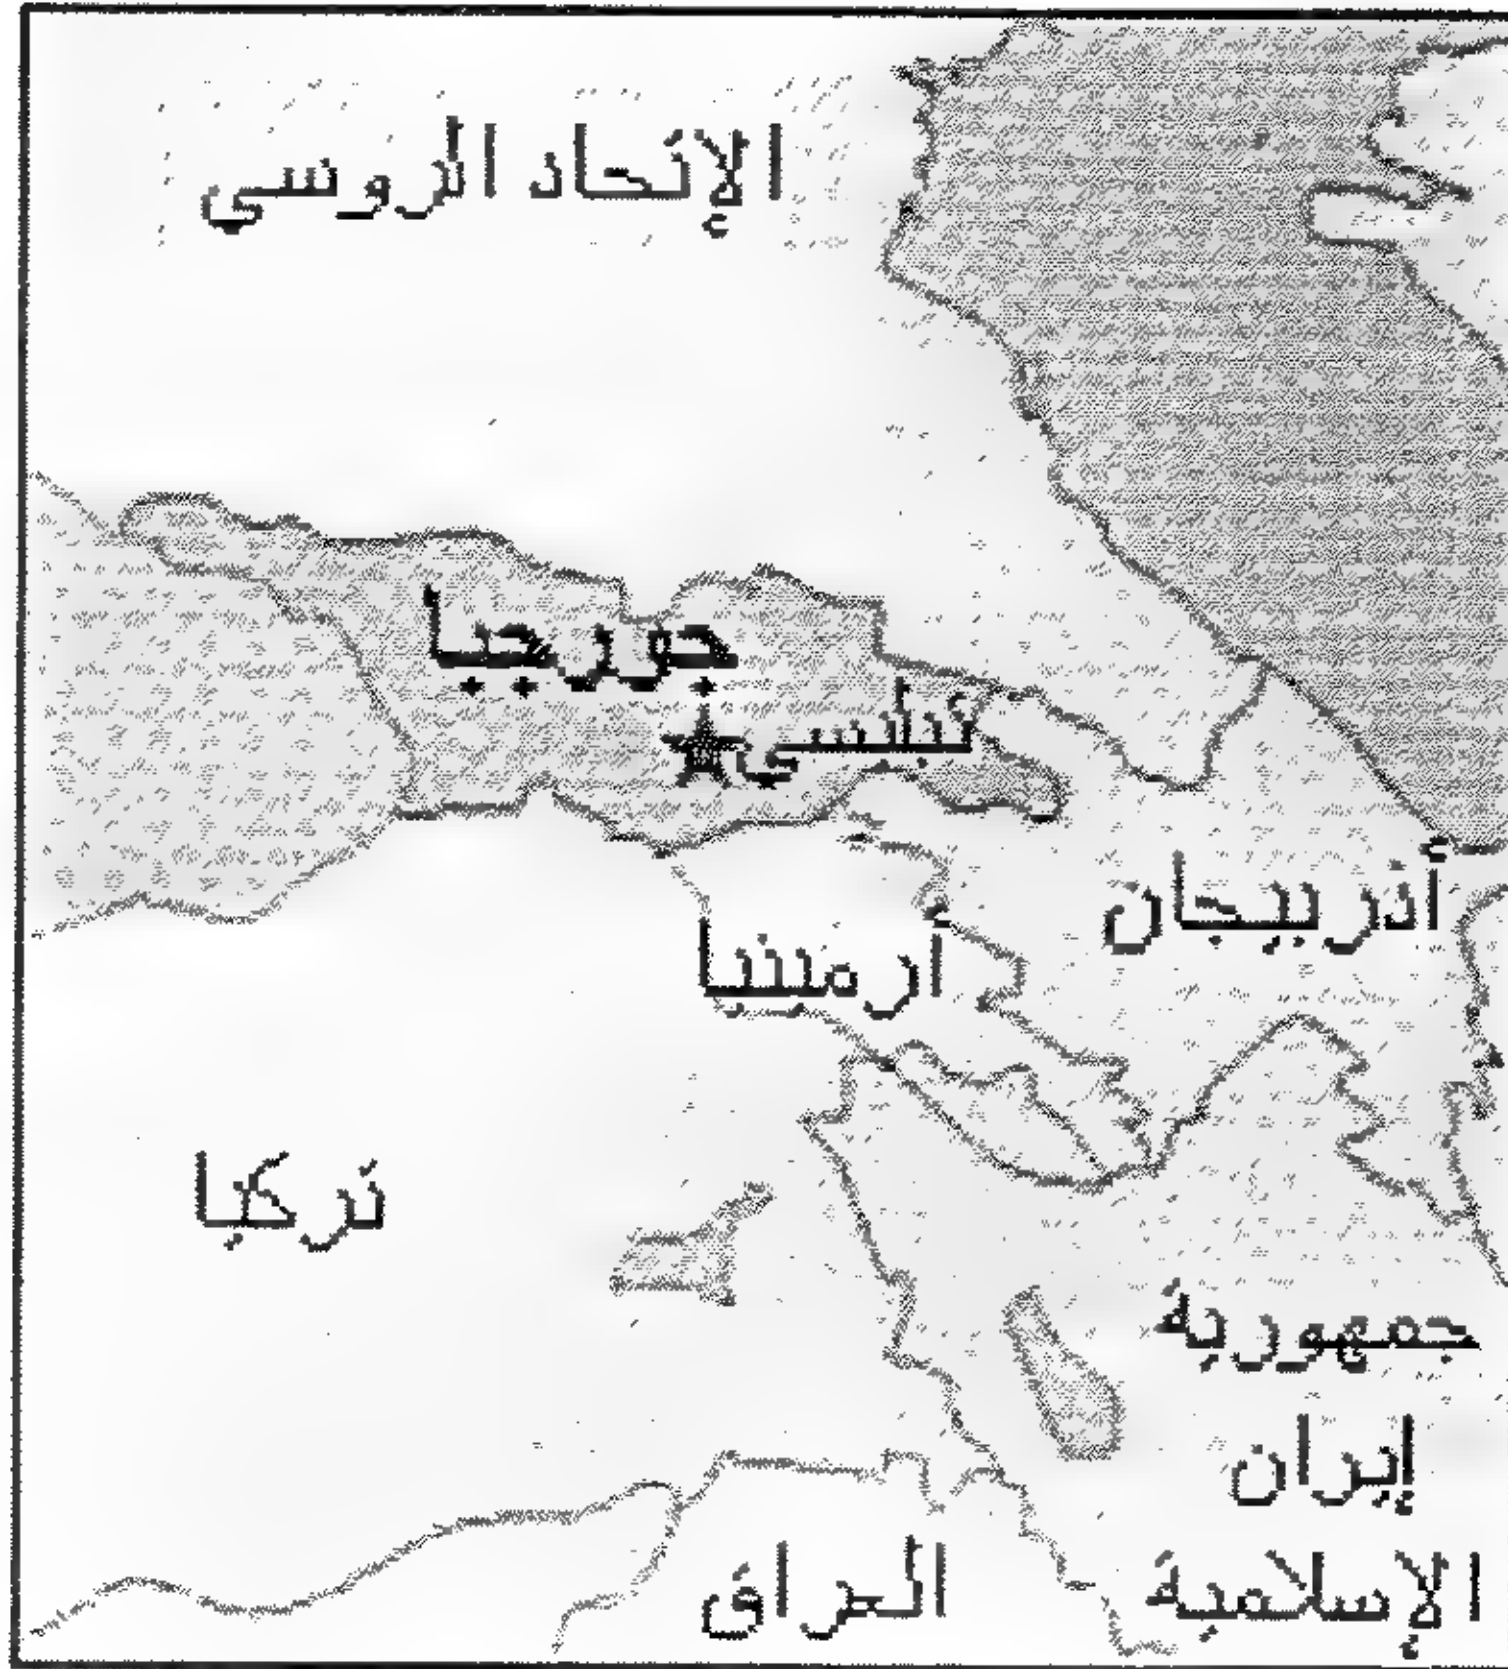 الإتحاد الروسي
جورجيا
تبليسي
أذربيجان
أرمينيا
تركيا
جمهورية
إيران
الإسلامية
العراق